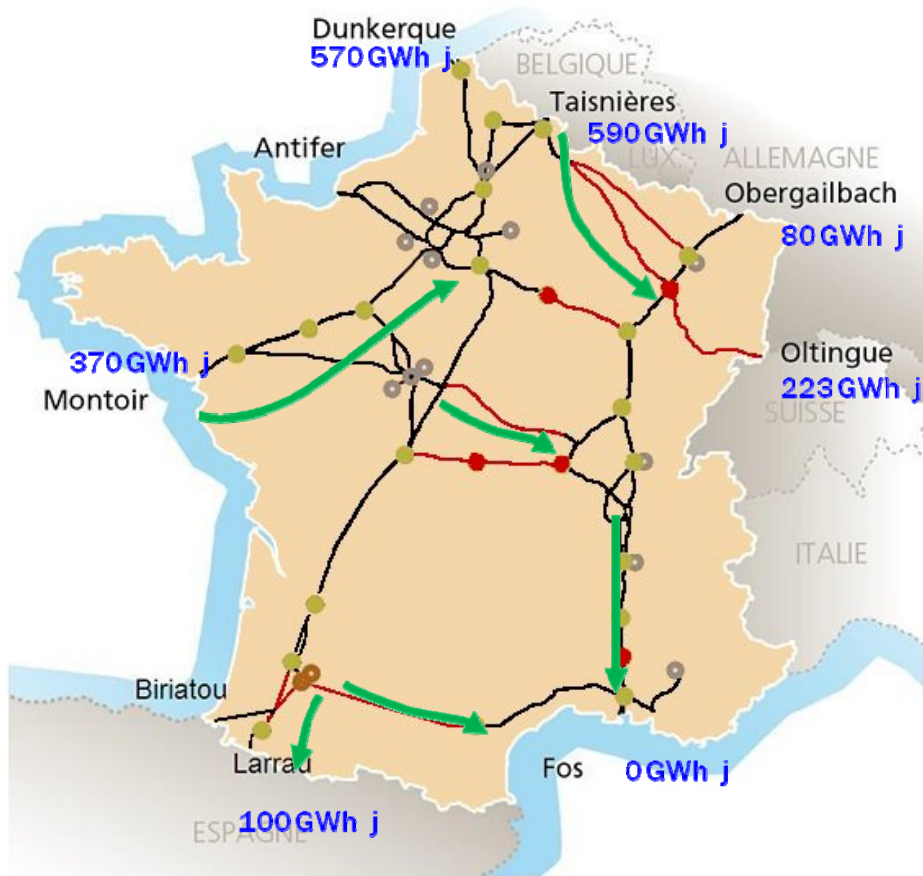 Dunkerque
570GWh j
BELGIQUE
Taisnières
590GWh j
LUX.
ALLEMAGNE
Antifer
Obergailbach
80GWh j
370GWh j
Montoir
Oltingue
223GWh j
SUISSE
ITALIE
Biriatou
Larrau
Fos
0GWh j
100GWh j
ESPAGNE